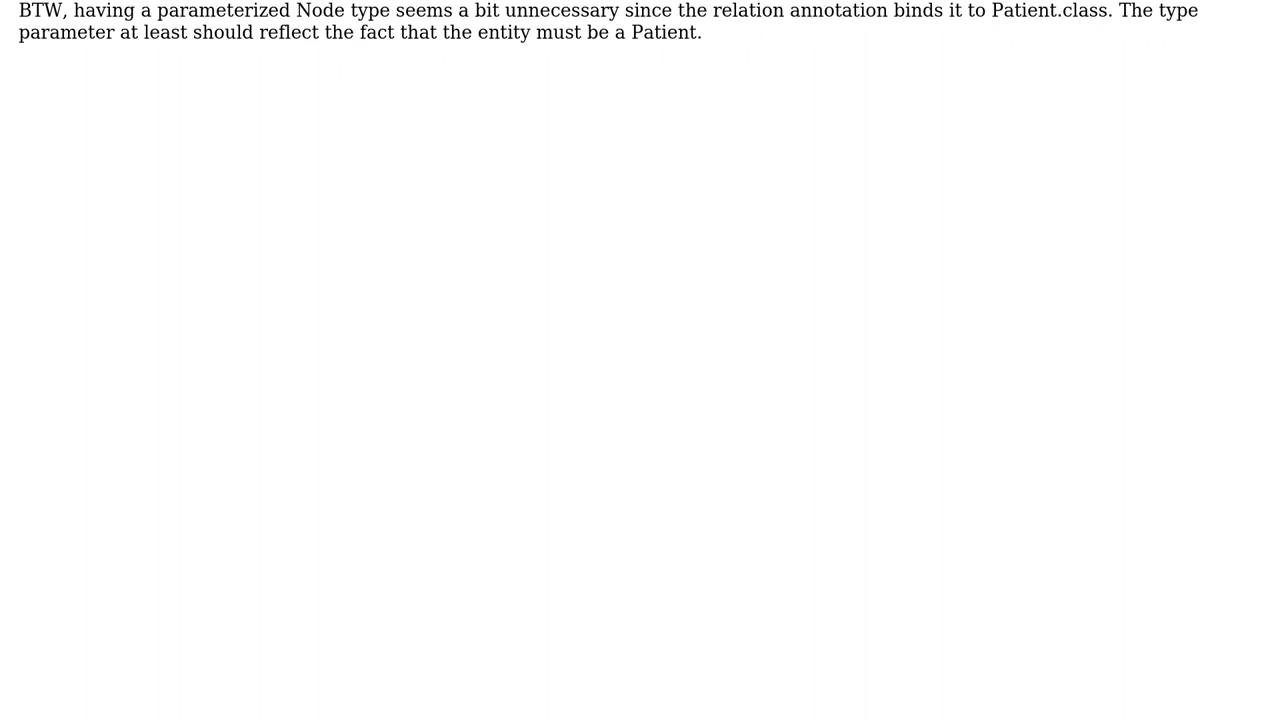 BTW, having a parameterized Node type seems a bit unnecessary since the relation annotation binds it to Patient.class. The type
parameter at least should reflect the fact that the entity must be a Patient.